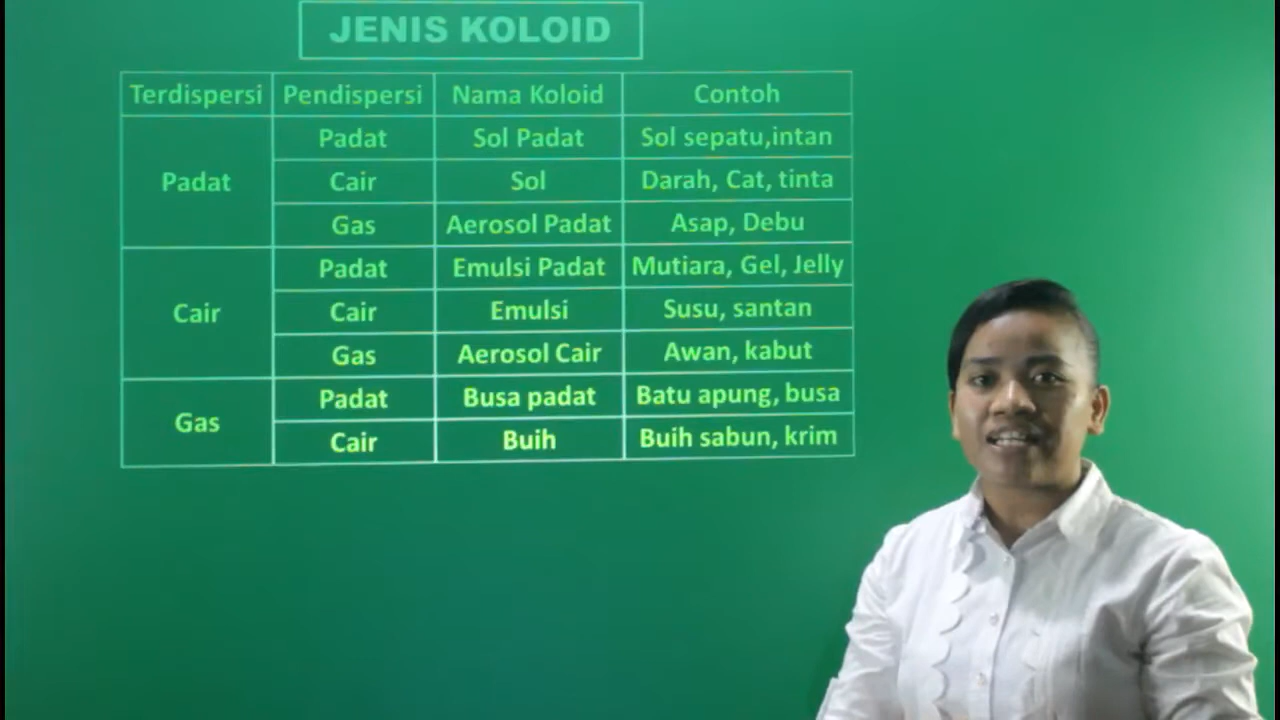 JENIS KOLOID
Terdispersi Pendispersi Nama Koloid Contoh
Padat Padat Sol Padat Sol sepatu,intan
Cair Sol Darah, Cat, tinta
Gas Aerosol Padat Asap, Debu
Cair Padat Emulsi Padat Mutiara, Gel, Jelly
Cair Emulsi Susu, santan
Gas Aerosol Cair Awan, kabut
Gas Padat Busa padat Batu apung, busa
Cair Buih Buih sabun, krim